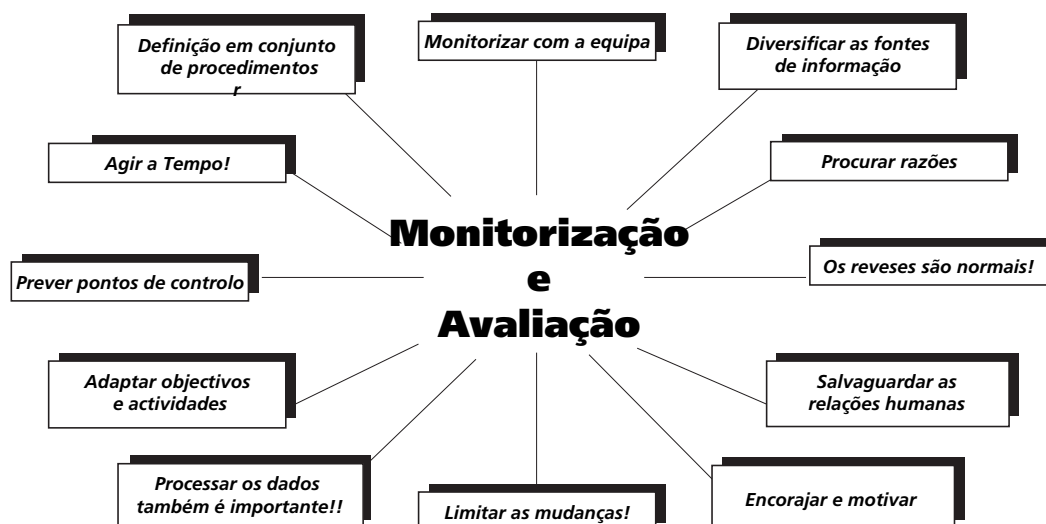 Definição em conjunto
de procedimentos
r
Monitorizar com a equipa
Diversificar as fontes
de informação
Agir a Tempo!
Procurar razões
Monitorização
e
Avaliação
Prever pontos de controlo
Os reveses são normais!
Adaptar objectivos
e actividades
Salvaguardar as
relações humanas
Processar os dados
também é importante!!
Limitar as mudanças!
Encorajar e motivar